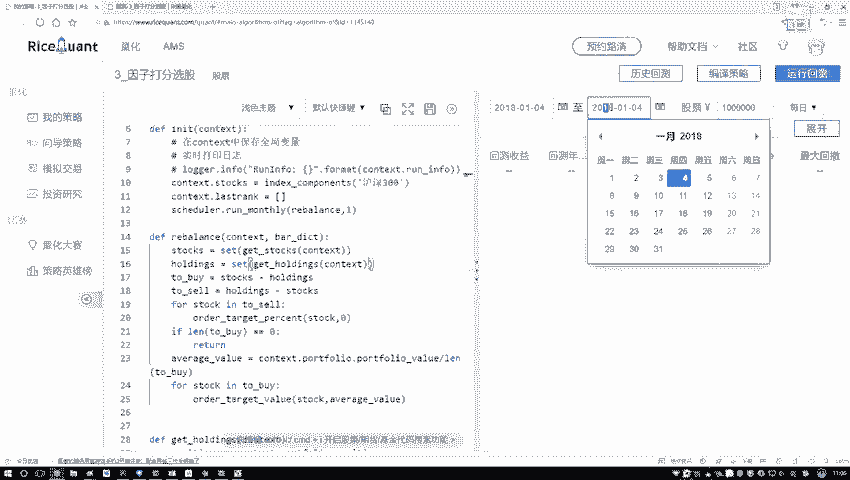 RiceQuant 量化 AMS
预约路演 帮助文档 社区
3_因子打分选股 股票
历史回测 编译策略 运行回测
我的策略
问导策略
模拟交易
投资研究
量化大赛
策略英雄榜
浅色主题 默认快捷键
2018-01-04 至 股票 ¥ 1000000 每日
展开
回测收益 回测年 最大回撤
一月 2018
周一 周二 周三 周四 周五 周六 周日
1 2 3 4 5 6 7
8 9 10 11 12 13 14
15 16 17 18 19 20 21
22 23 24 25 26 27 28
29 30 31
6 def init(context):
7 # 在context中保存全局变量
8 # 实时打印日志
9 # logger.info("RunInfo: {}".format(context.run_info))
10 context.stocks = index_components('沪深300')
11 context.lastrank = []
12 scheduler.run_monthly(rebalance,1)
13
14 def rebalance(context, bar_dict):
15 stocks = set(get_stocks(context))
16 holdings = set(get_holdings(context))
17 to_buy = stocks - holdings
18 to_sell = holdings - stocks
19 for stock in to_sell:
20 order_target_percent(stock,0)
21 if len(to_buy) == 0:
22 return
23 average_value = context.portfolio.portfolio_value/len
(to_buy)
24 for stock in to_buy:
25 order_target_value(stock,average_value)
26
27
28 def get_holdings
11:05